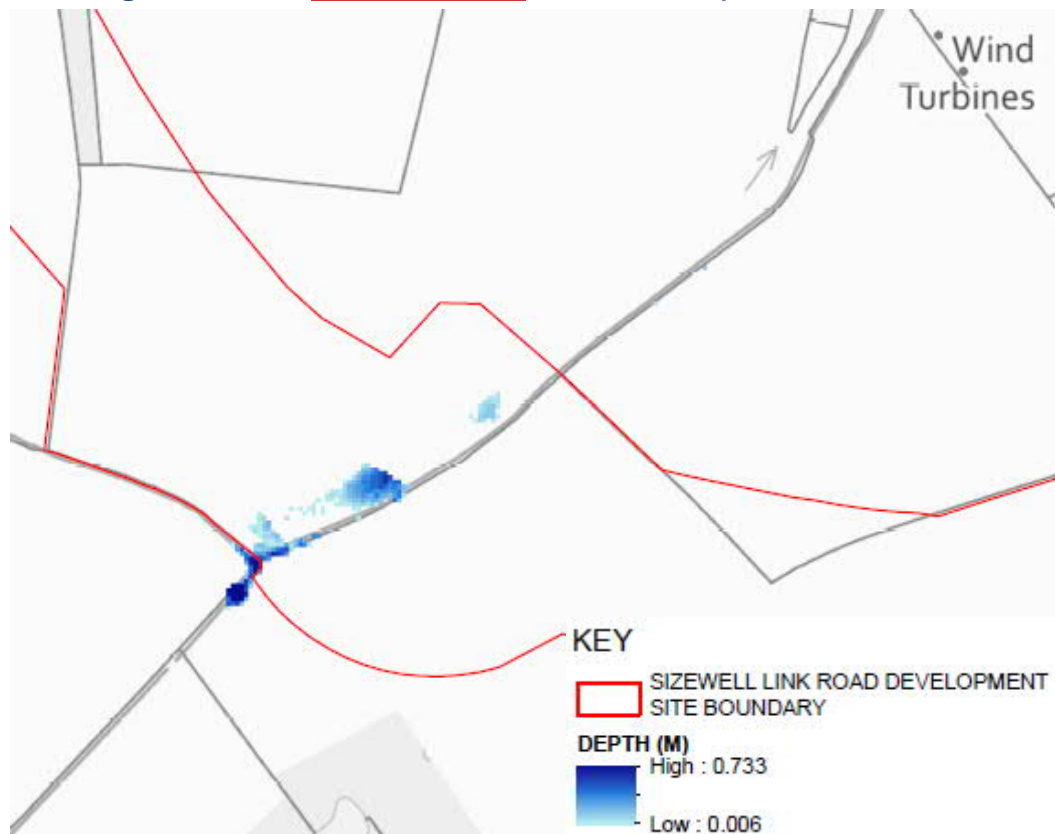 Wind
Turbines
KEY
SIZEWELL LINK ROAD DEVELOPMENT
SITE BOUNDARY
DEPTH (M)
High : 0.733
Low : 0.006